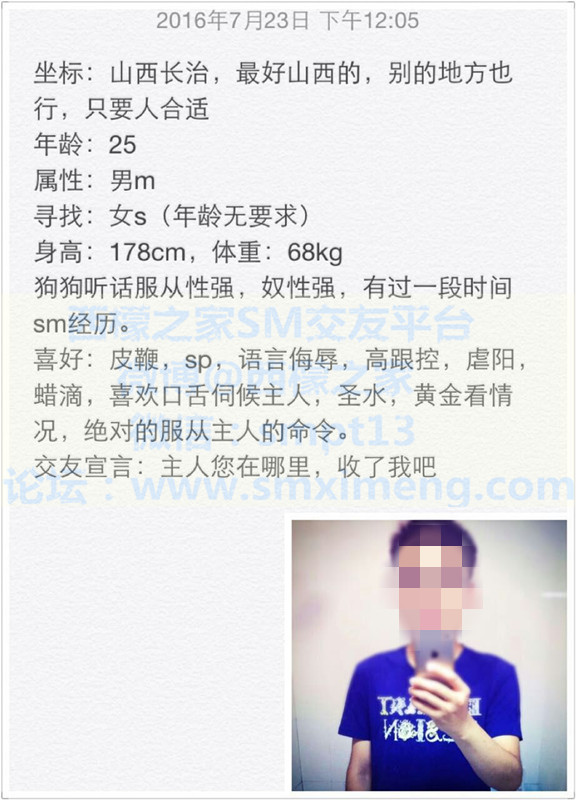 2016年7月23日 下午12:05
坐标：山西长治，最好山西的，别的地方也
行，只要人合适
年龄：25
属性：男m
寻找：女s（年龄无要求）
身高：178cm，体重：68kg
狗狗听话服从性强，奴性强，有过一段时间
sm经历。
西檬之家SM交友平台
喜好：皮鞭，sp，语言侮辱，高跟控，虐阳，
微博@西檬之家
蜡滴，喜欢口舌伺候主人，圣水，黄金看情
况，绝对的服从主人的命令。
微信：smpt13
交友宣言：主人您在哪里，收了我吧
论坛：www.smximeng.com